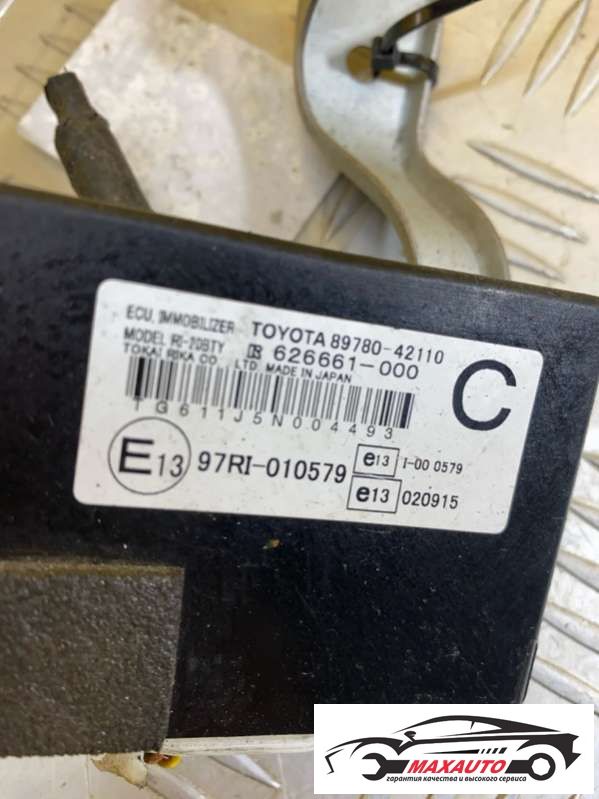 ECU, IMMOBILIZER TOYOTA 89780-42110
MODEL RI-20BTY 626661-000
TOKAI RIKA CO., LTD. MADE IN JAPAN
C
TG611J5N004493
E13 97RI-010579 e13 I-00 0579
e13 020915
MAXAUTO
гарантия качества и высокого сервиса